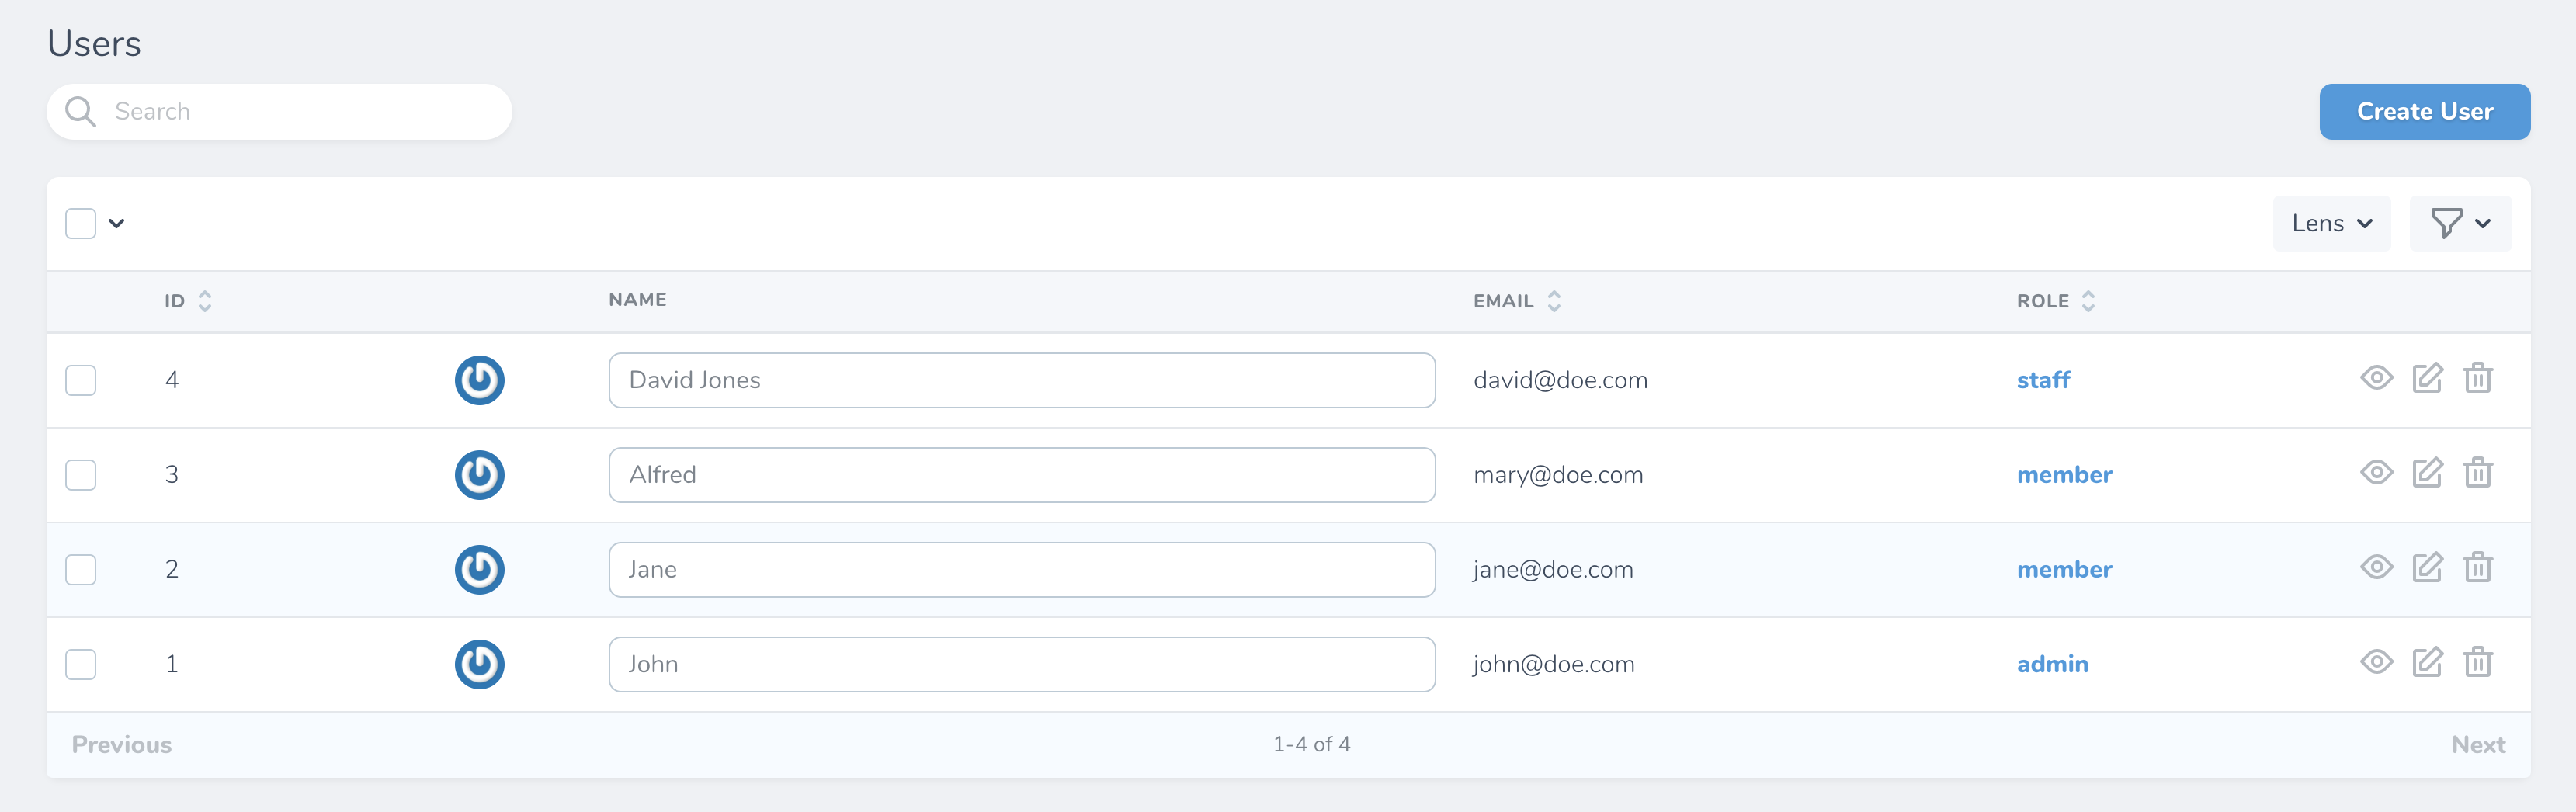 Users
Search
Create User
Lens
ID NAME EMAIL ROLE
4 David Jones david@doe.com staff
3 Alfred mary@doe.com member
2 Jane jane@doe.com member
1 John john@doe.com admin
Previous 1-4 of 4 Next